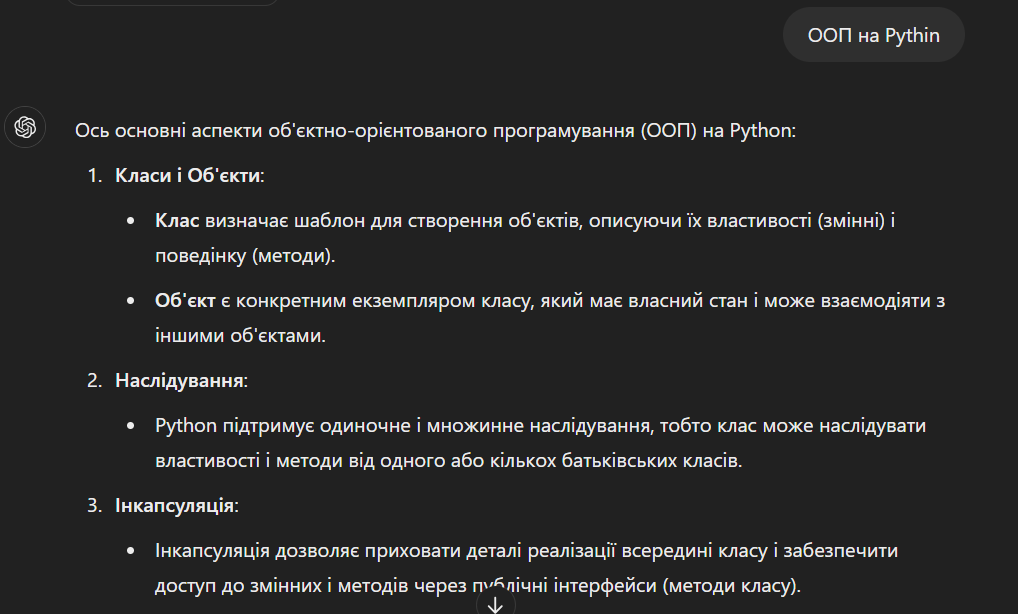 ООП на Pythin
Ось основні аспекти об'єктно-орієнтованого програмування (ООП) на Python:
1. Класи і Об'єкти:
• Клас визначає шаблон для створення об'єктів, описуючи їх властивості (змінні) і
поведінку (методи).
• Об'єкт є конкретним екземпляром класу, який має власний стан і може взаємодіяти з
іншими об'єктами.
2. Наслідування:
• Python підтримує одиночне і множинне наслідування, тобто клас може наслідувати
властивості і методи від одного або кількох батьківських класів.
3. Інкапсуляція:
• Інкапсуляція дозволяє приховати деталі реалізації всередині класу і забезпечити
доступ до змінних і методів через публічні інтерфейси (методи класу).